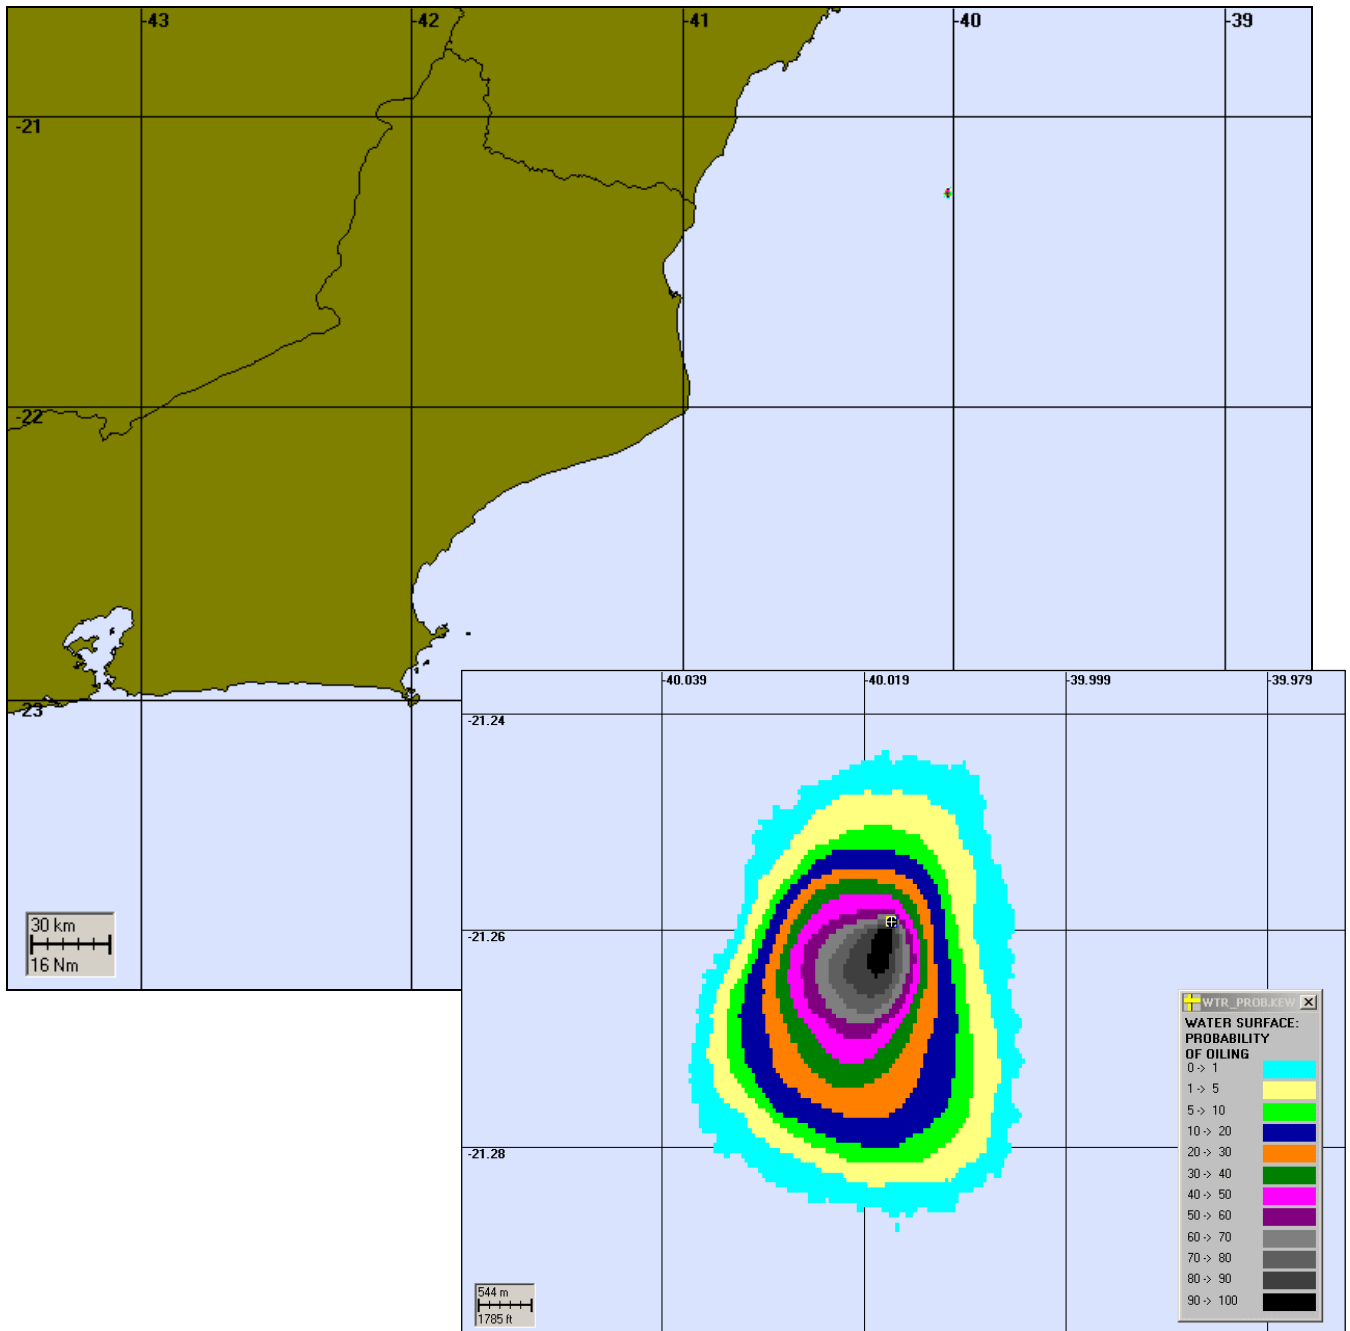 -43
-42
-41
-40
-39
-21
-22
-23
30 km
16 Nm
-40.039
-40.019
-39.999
-39.979
-21.24
-21.26
-21.28
544 m
1785 ft
WTR_PROB.KEW
WATER SURFACE:
PROBABILITY
OF OILING
0 -> 1
1 -> 5
5 -> 10
10 -> 20
20 -> 30
30 -> 40
40 -> 50
50 -> 60
60 -> 70
70 -> 80
80 -> 90
90 -> 100